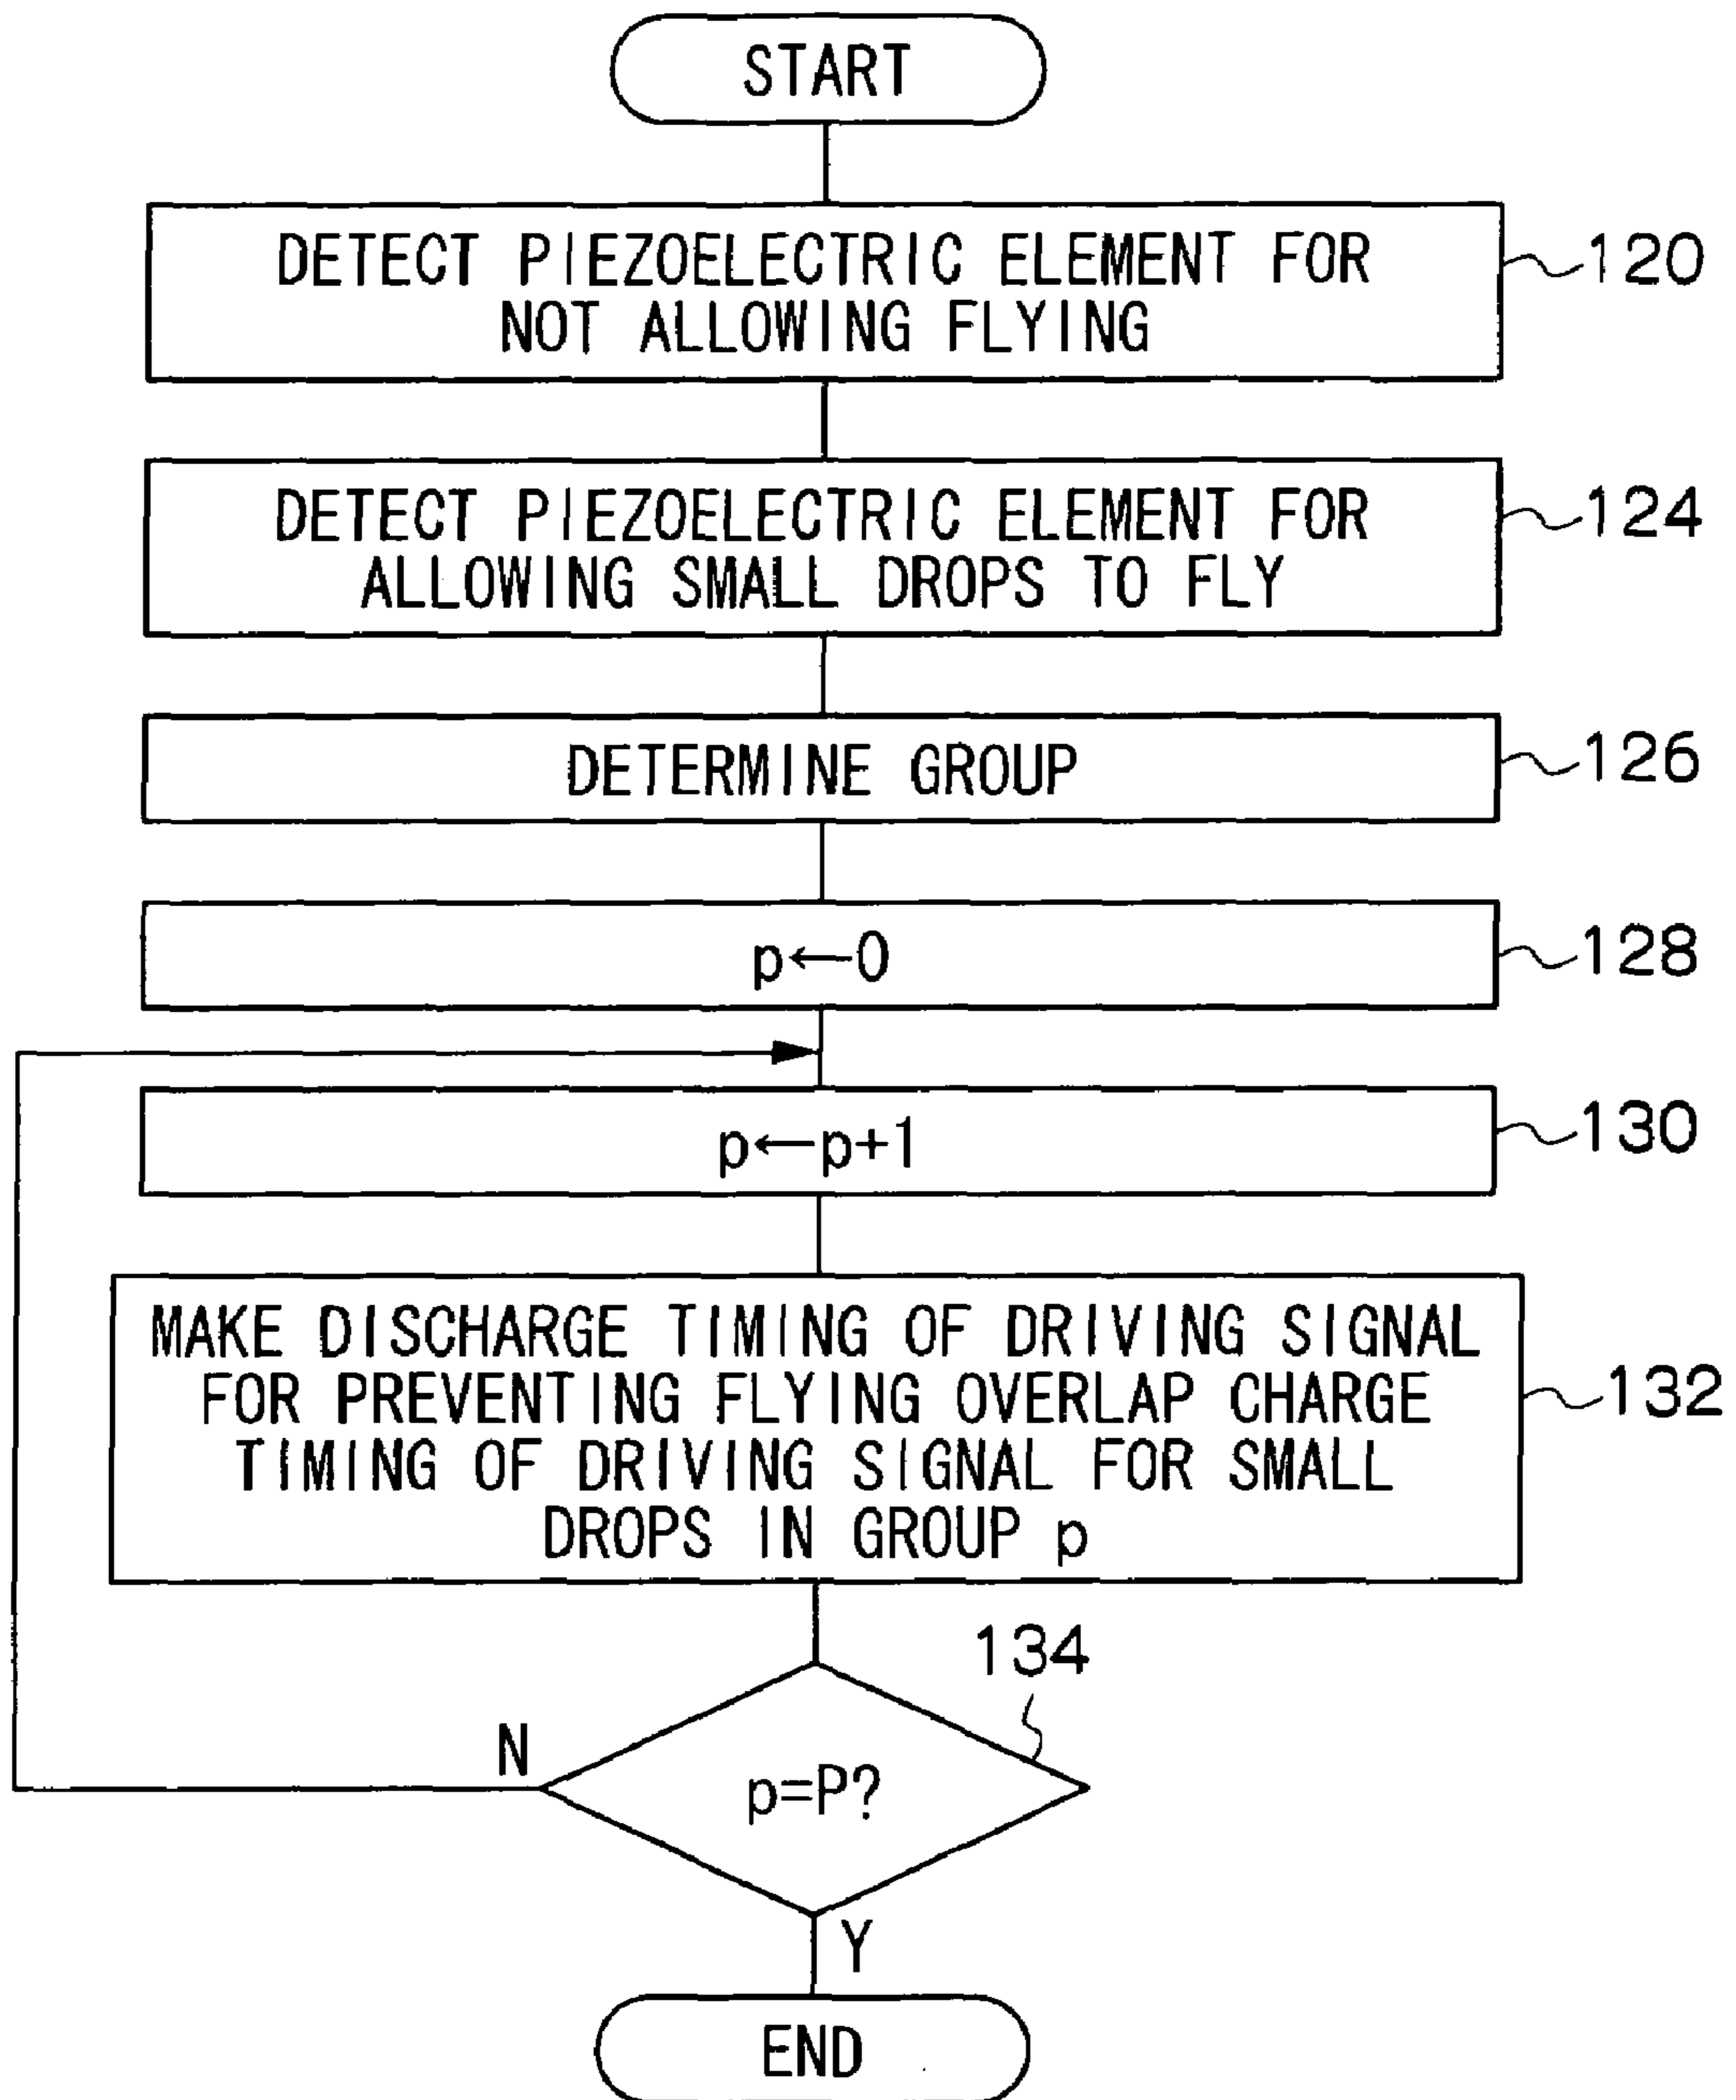 START
DETECT PIEZOELECTRIC ELEMENT FOR
NOT ALLOWING FLYING
120
DETECT PIEZOELECTRIC ELEMENT FOR
ALLOWING SMALL DROPS TO FLY
124
DETERMINE GROUP
126
p←0
128
p←p+1
130
MAKE DISCHARGE TIMING OF DRIVING SIGNAL
FOR PREVENTING FLYING OVERLAP CHARGE
TIMING OF DRIVING SIGNAL FOR SMALL
DROPS IN GROUP p
132
134
N
p=P?
Y
END